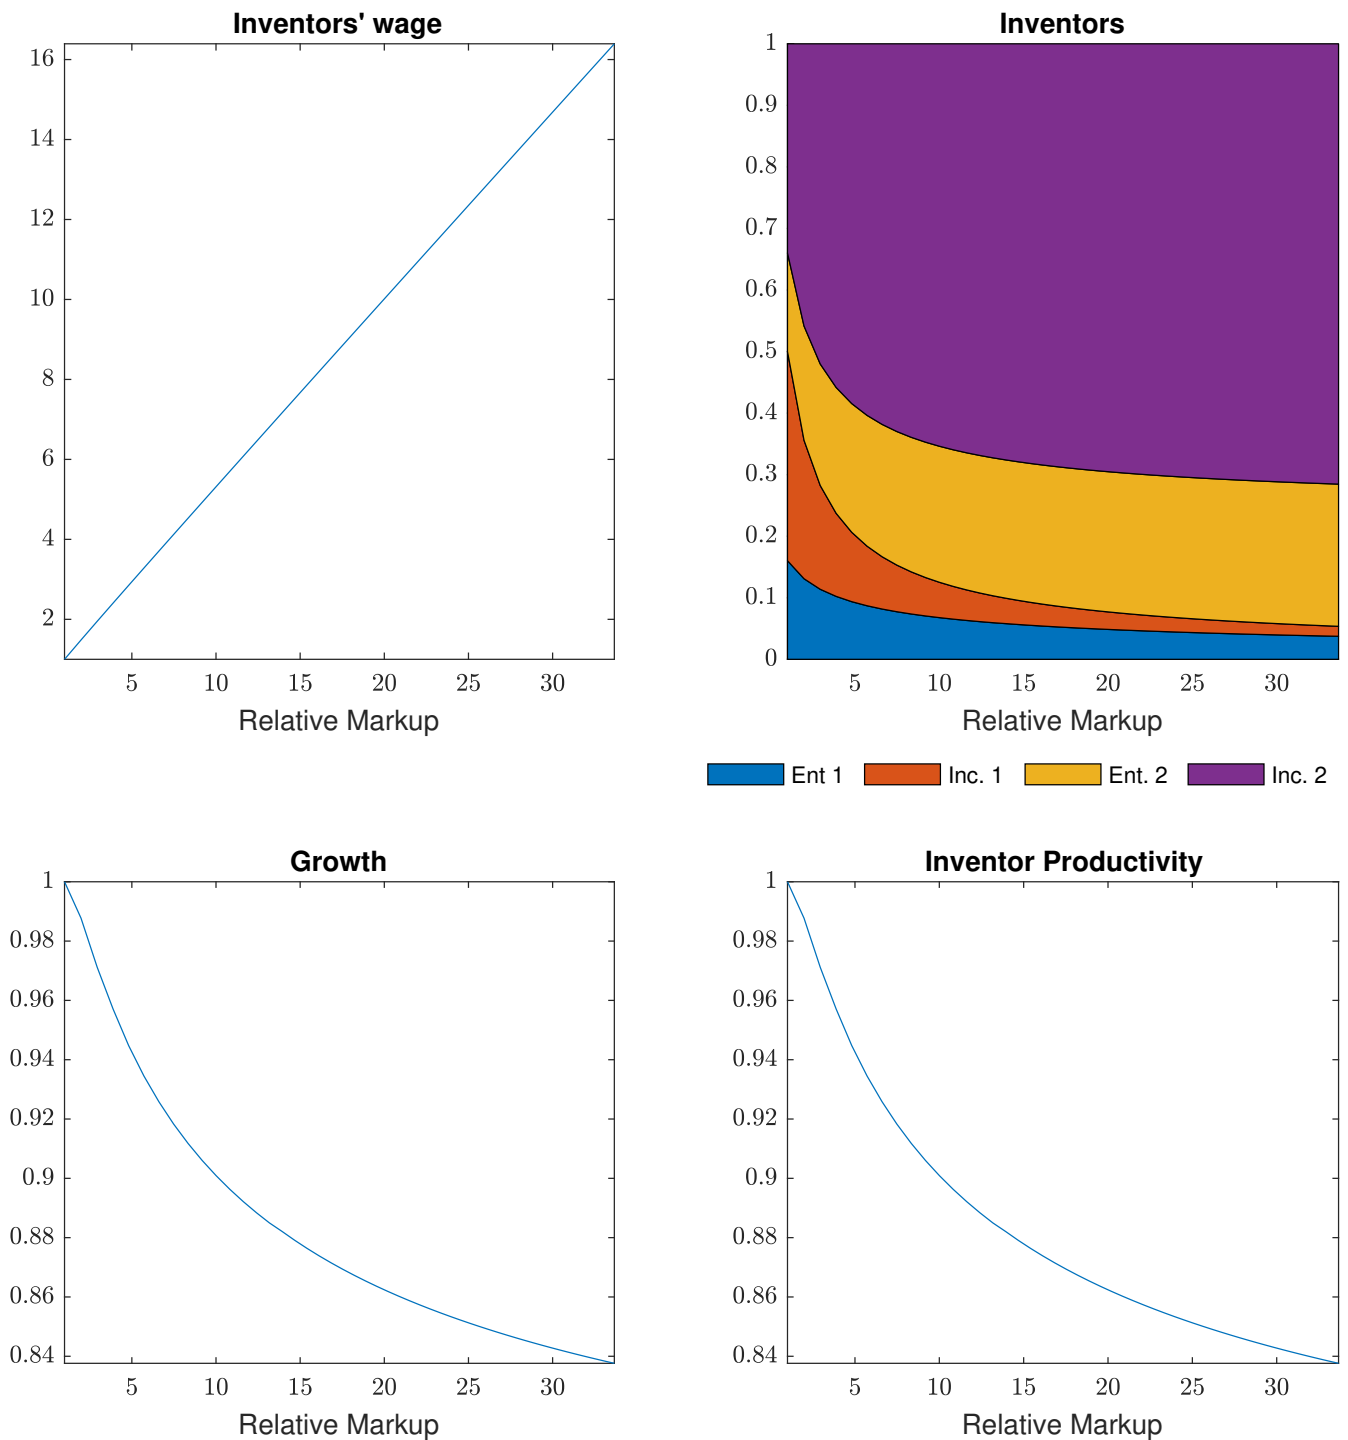 Inventors' wage
16
14
12
10
8
6
4
2
5 10 15 20 25 30
Relative Markup
Inventors
1
0.9
0.8
0.7
0.6
0.5
0.4
0.3
0.2
0.1
0
5 10 15 20 25 30
Relative Markup
Ent 1 Inc. 1 Ent. 2 Inc. 2
Growth
1
0.98
0.96
0.94
0.92
0.9
0.88
0.86
0.84
5 10 15 20 25 30
Relative Markup
Inventor Productivity
1
0.98
0.96
0.94
0.92
0.9
0.88
0.86
0.84
5 10 15 20 25 30
Relative Markup